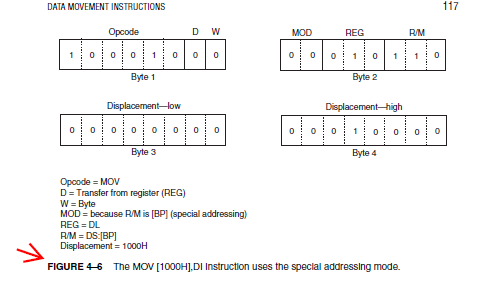 DATA MOVEMENT INSTRUCTIONS 117
Opcode D W MOD REG R/M
1 0 0 0 1 0 0 0 0 0 0 1 0 1 1 0
Byte 1 Byte 2
Displacement—low Displacement—high
0 0 0 0 0 0 0 0 0 0 0 1 0 0 0 0
Byte 3 Byte 4
Opcode = MOV
D = Transfer from register (REG)
W = Byte
MOD = because R/M is [BP] (special addressing)
REG = DL
R/M = DS:[BP]
Displacement = 1000H
FIGURE 4–6 The MOV [1000H],DI instruction uses the special addressing mode.